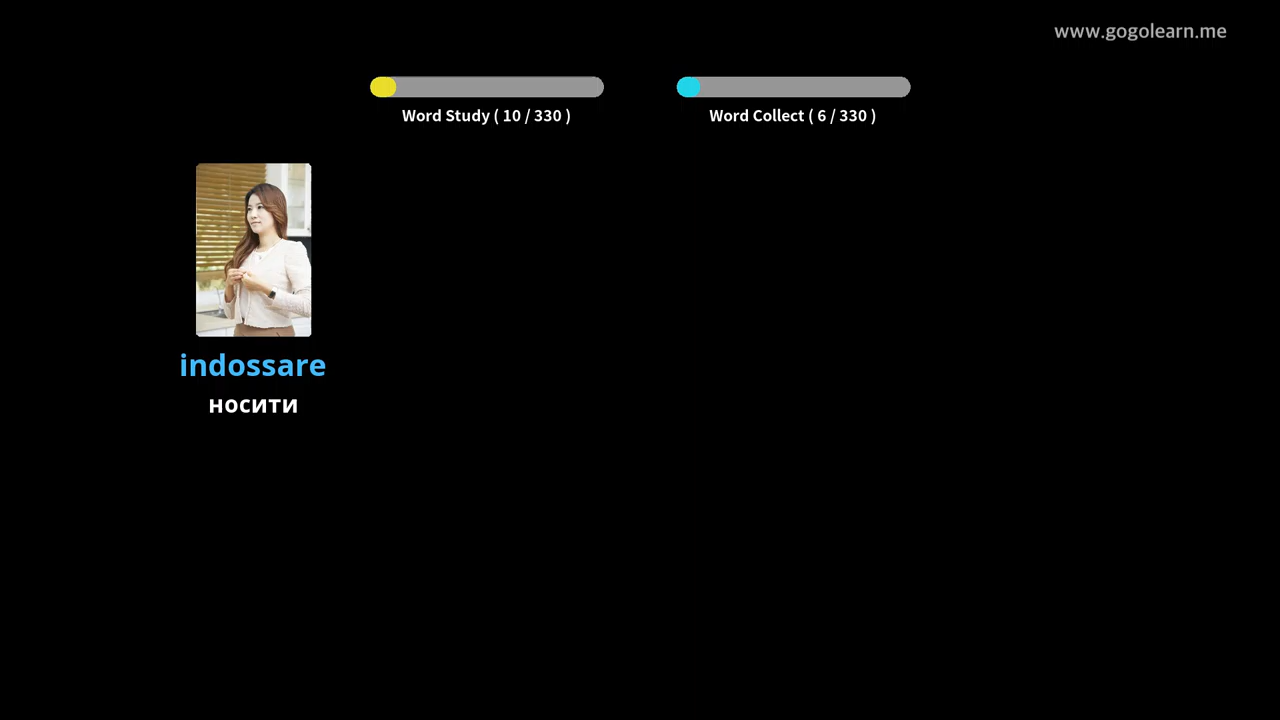 www.gogolearn.me
Word Study ( 10 / 330 )
Word Collect ( 6 / 330 )
indossare
носити